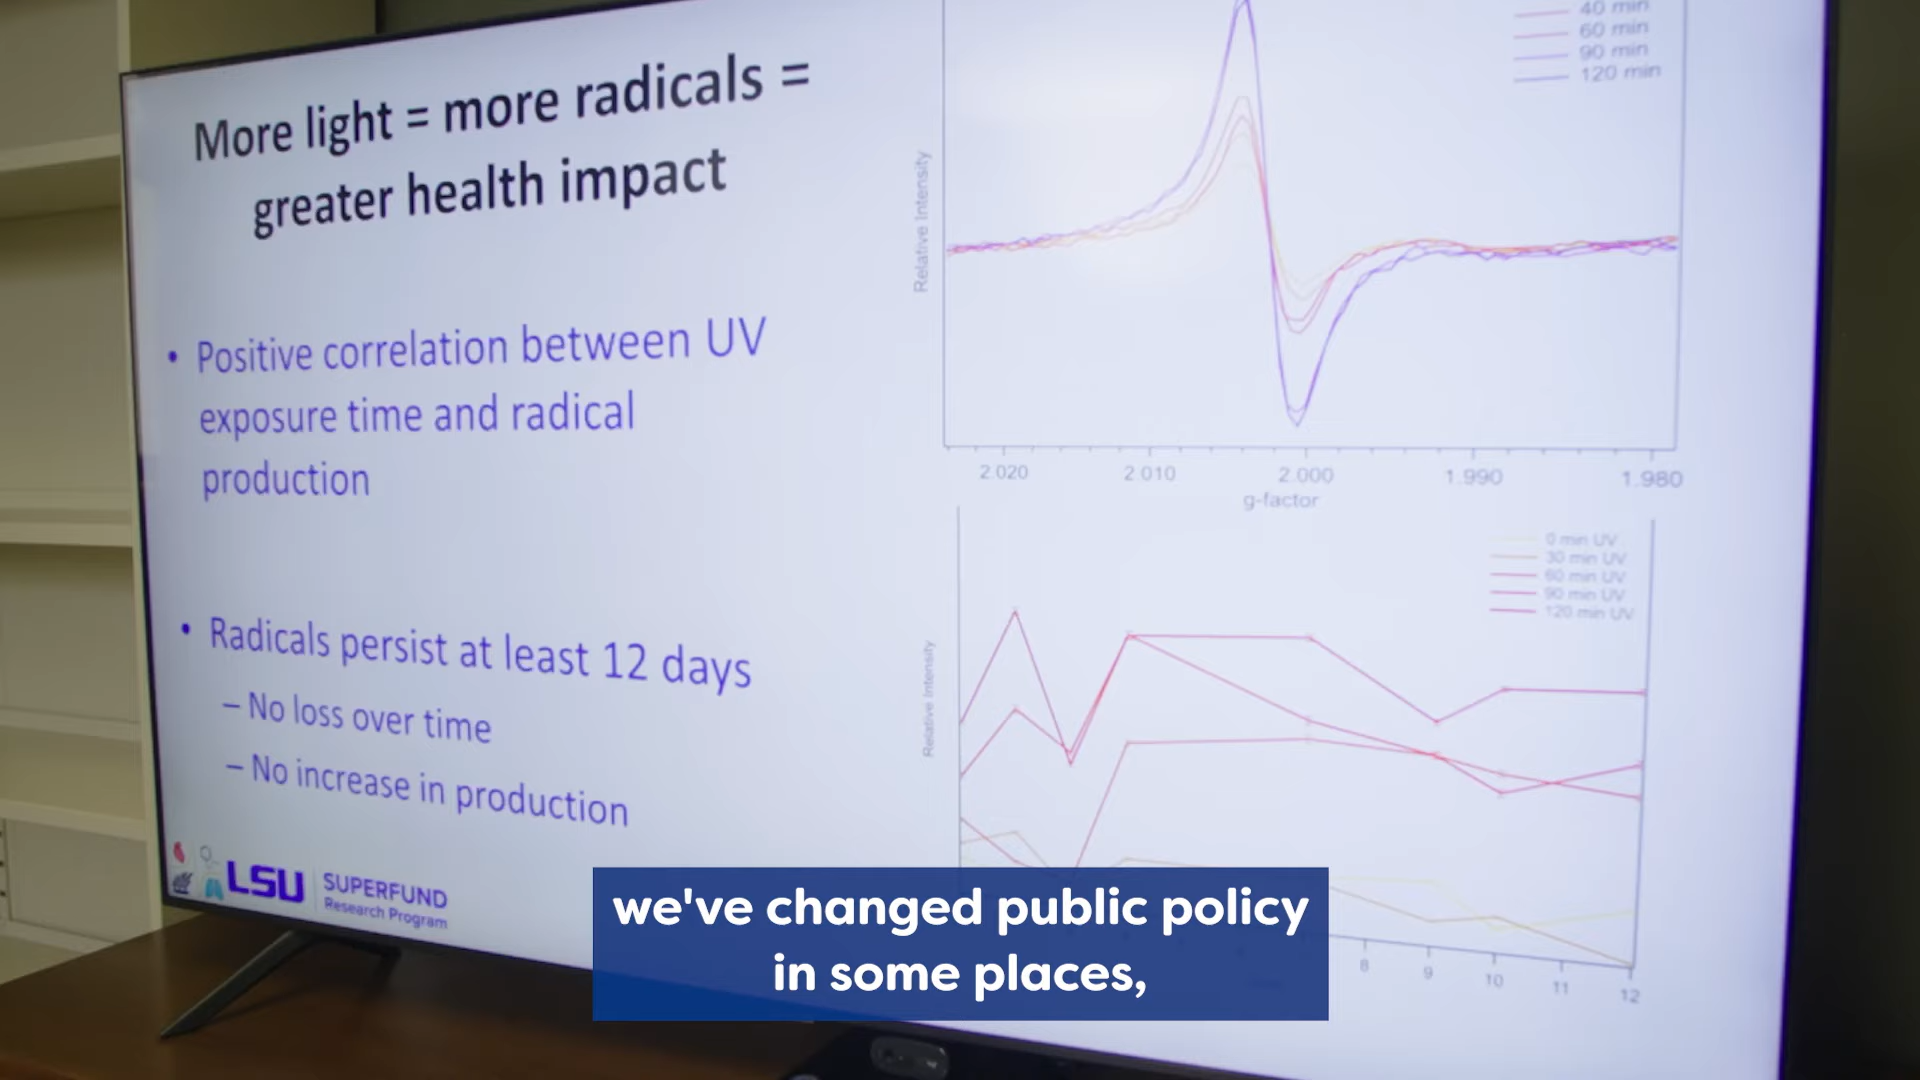 More light = more radicals =
greater health impact
• Positive correlation between UV
exposure time and radical
production
• Radicals persist at least 12 days
– No loss over time
– No increase in production
LSU
SUPERFUND
Research Program
40 min
60 min
90 min
120 min
Relative Intensity
2.020 2.010 2.000 1.990 1.980
g-factor
0 min UV
30 min UV
60 min UV
90 min UV
120 min UV
Relative Intensity
8 9 10 11 12
we've changed public policy
in some places,